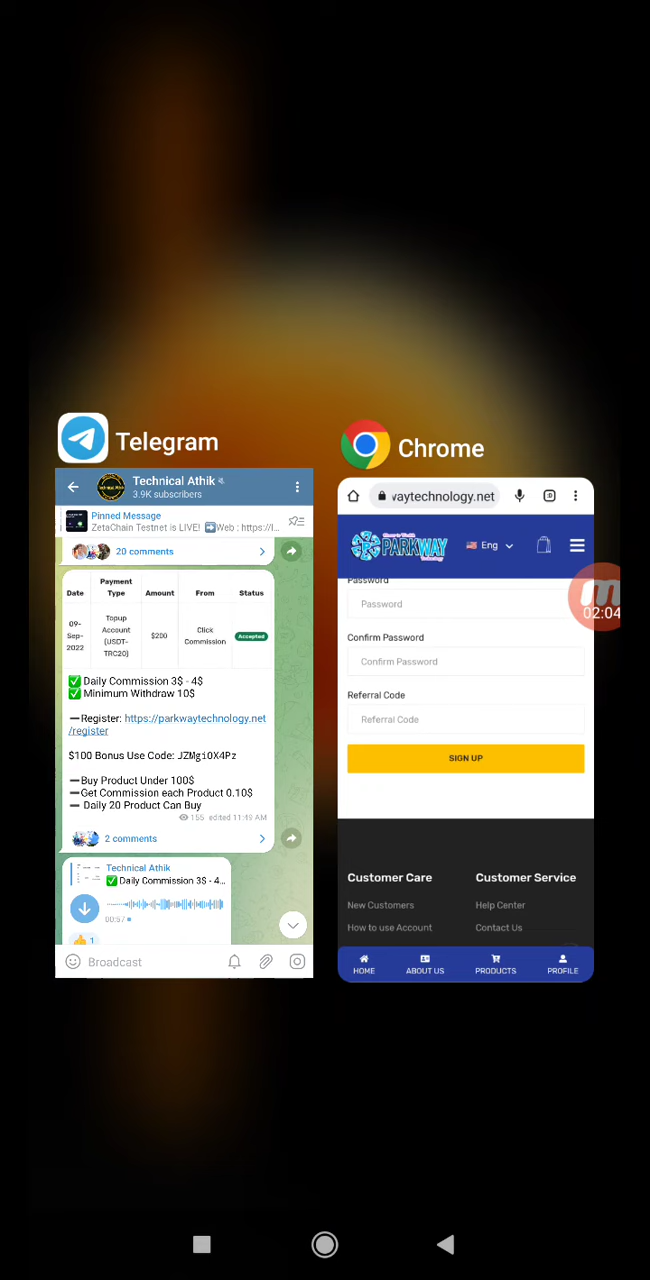 Telegram
Technical Athik
3.9K subscribers
Pinned Message
ZetaChain Testnet is LIVE! ➡️Web : https://l...
20 comments
Date Payment Type Amount From Status
09-Sep-2022 Topup Account (USDT-TRC20) $200 Click Commission Accepted
✅ Daily Commission 3$ - 4$
✅ Minimum Withdraw 10$
➖Register: https://parkwaytechnology.net
/register
$100 Bonus Use Code: JZMgiOX4Pz
➖Buy Product Under 100$
➖Get Commission each Product 0.10$
➖ Daily 20 Product Can Buy
155 edited 11:49 AM
2 comments
Technical Athik
✅ Daily Commission 3$ - 4...
00:57
👍 1
Broadcast
Chrome
waytechnology.net
PARKWAY
Technology
Eng
Password
Password
Confirm Password
Confirm Password
Referral Code
Referral Code
SIGN UP
Customer Care
Customer Service
New Customers
Help Center
How to use Account
Contact Us
HOME
ABOUT US
PRODUCTS
PROFILE
02:04